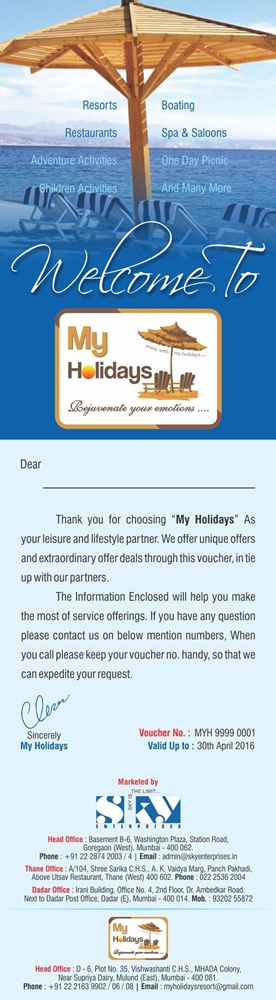 Resorts
Boating
Restaurants
Spa & Saloons
Adventure Activities
One Day Picnic
Children Activities
And Many More
Welcome To
My
enjoy with my holidays.....
Holidays
Rejuvenate your emotions ....
Dear
Thank you for choosing “My Holidays” As
your leisure and lifestyle partner. We offer unique offers
and extraordinary offer deals through this voucher, in tie
up with our partners.
The Information Enclosed will help you make
the most of service offerings. If you have any question
please contact us on below mention numbers, When
you call please keep your voucher no. handy, so that we
can expedite your request.
Sincerely
My Holidays
Voucher No. : MYH 9999 0001
Valid Up to : 30th April 2016
Marketed by
SKY IS THE LIMIT...
SKY
ENTERPRISES
Head Office : Basement B-6, Washington Plaza, Station Road,
Goregaon (West), Mumbai - 400 062.
Phone : +91 22 2874 2003 / 4 | Email : admin@skyenterprises.in
Thane Office : A/104, Shree Sarika C.H.S., A. K. Vaidya Marg, Panch Pakhadi,
Above Utsav Restaurant, Thane (West) 400 602. Phone : 022 2536 2004
Dadar Office : Irani Building, Office No. 4, 2nd Floor, Dr. Ambedkar Road,
Next to Dadar Post Office, Dadar (E), Mumbai - 400 014. Mob. : 93202 55872
My
Holidays
Rejuvenate your emotions ....
Head Office : D - 6, Plot No. 35, Vishwashanti C.H.S., MHADA Colony,
Near Supriya Dairy, Mulund (East), Mumbai - 400 081.
Phone : +91 22 2163 9902 / 06 / 08 | Email : myholidaysresort@gmail.com